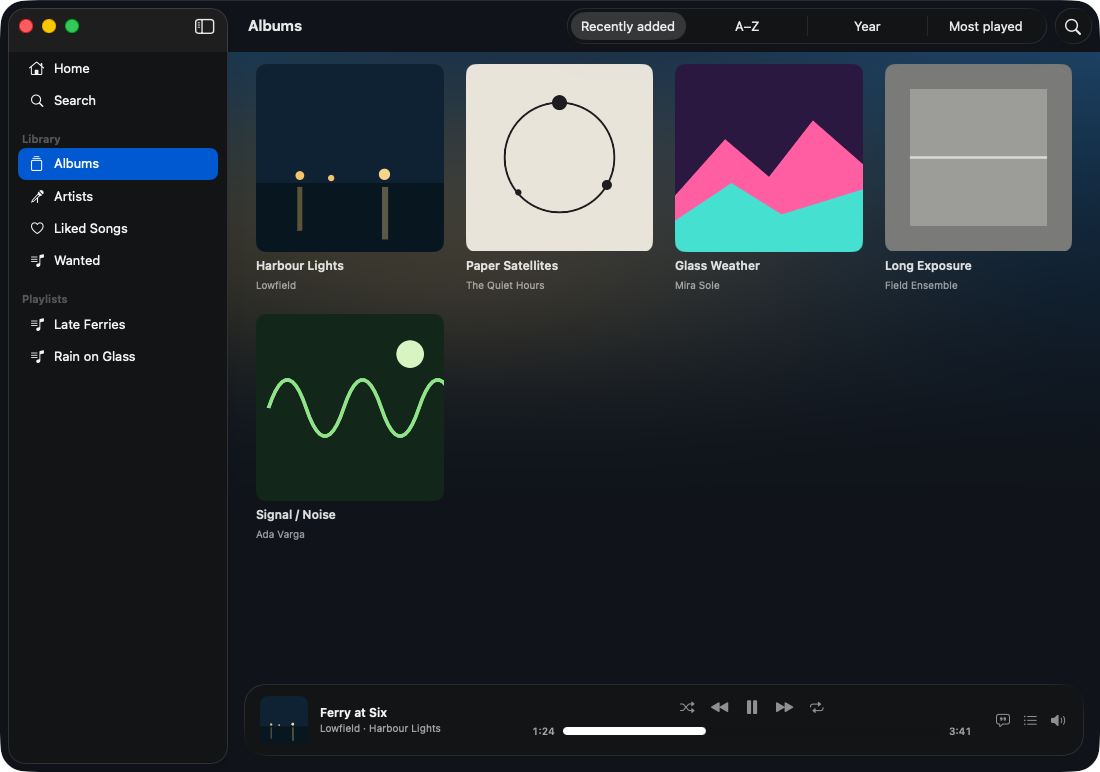 Albums
Recently added
A–Z
Year
Most played
Home
Search
Library
Albums
Artists
Liked Songs
Wanted
Playlists
Late Ferries
Rain on Glass
Harbour Lights
Lowfield
Paper Satellites
The Quiet Hours
Glass Weather
Mira Sole
Long Exposure
Field Ensemble
Signal / Noise
Ada Varga
Ferry at Six
Lowfield · Harbour Lights
1:24
3:41